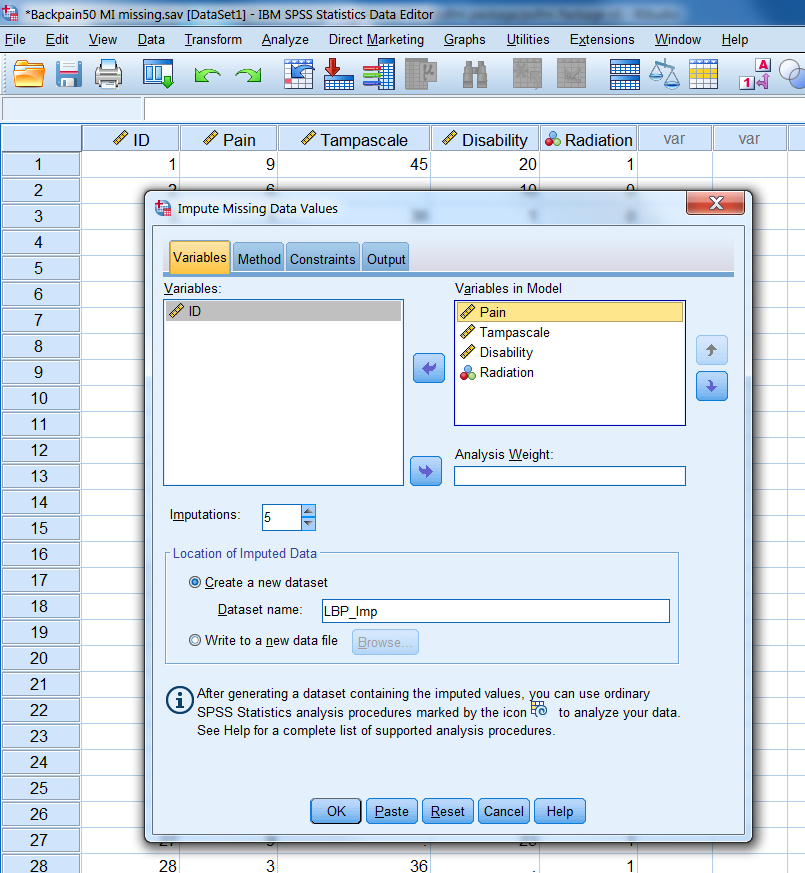 *Backpain50 MI missing.sav [DataSet1] - IBM SPSS Statistics Data Editor
File Edit View Data Transform Analyze Direct Marketing Graphs Utilities Extensions Window Help
A
1
ID Pain Tampascale Disability Radiation var var
1 1 9 45 20 1
2
3
4
5
6
7
8
9
10
11
12
13
14
15
16
17
18
19
20
21
22
23
24
25
26
27
28 28 3 36 . 1
Impute Missing Data Values
X
Variables Method Constraints Output
Variables:
ID
Variables in Model
Pain
Tampascale
Disability
Radiation
Analysis Weight:
Imputations: 5
Location of Imputed Data
Create a new dataset
Dataset name: LBP_Imp
Write to a new data file Browse...
After generating a dataset containing the imputed values, you can use ordinary
SPSS Statistics analysis procedures marked by the icon to analyze your data.
See Help for a complete list of supported analysis procedures.
OK Paste Reset Cancel Help